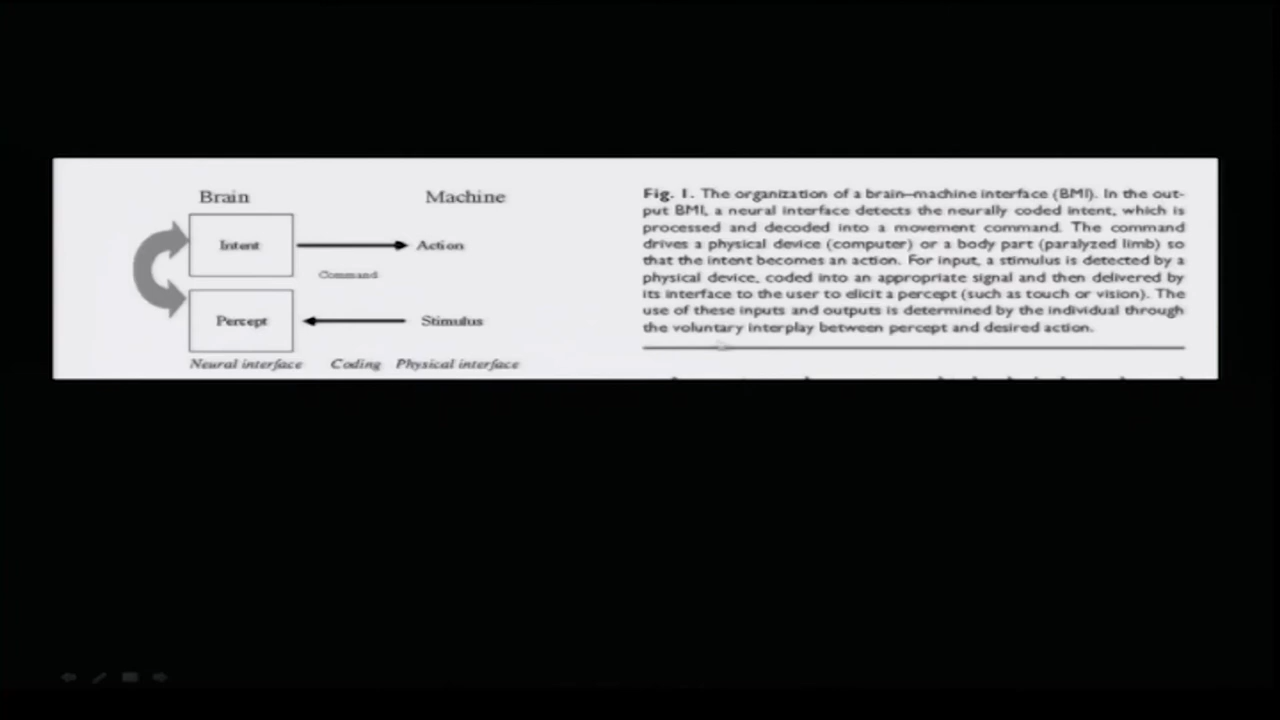 Brain Machine
Intent Action
Command
Percept Stimulus
Neural interface Coding Physical interface
Fig. 1. The organization of a brain–machine interface (BMI). In the out-
put BMI, a neural interface detects the neurally coded intent, which is
processed and decoded into a movement command. The command
drives a physical device (computer) or a body part (paralyzed limb) so
that the intent becomes an action. For input, a stimulus is detected by a
physical device, coded into an appropriate signal and then delivered by
its interface to the user to elicit a percept (such as touch or vision). The
use of these inputs and outputs is determined by the individual through
the voluntary interplay between percept and desired action.